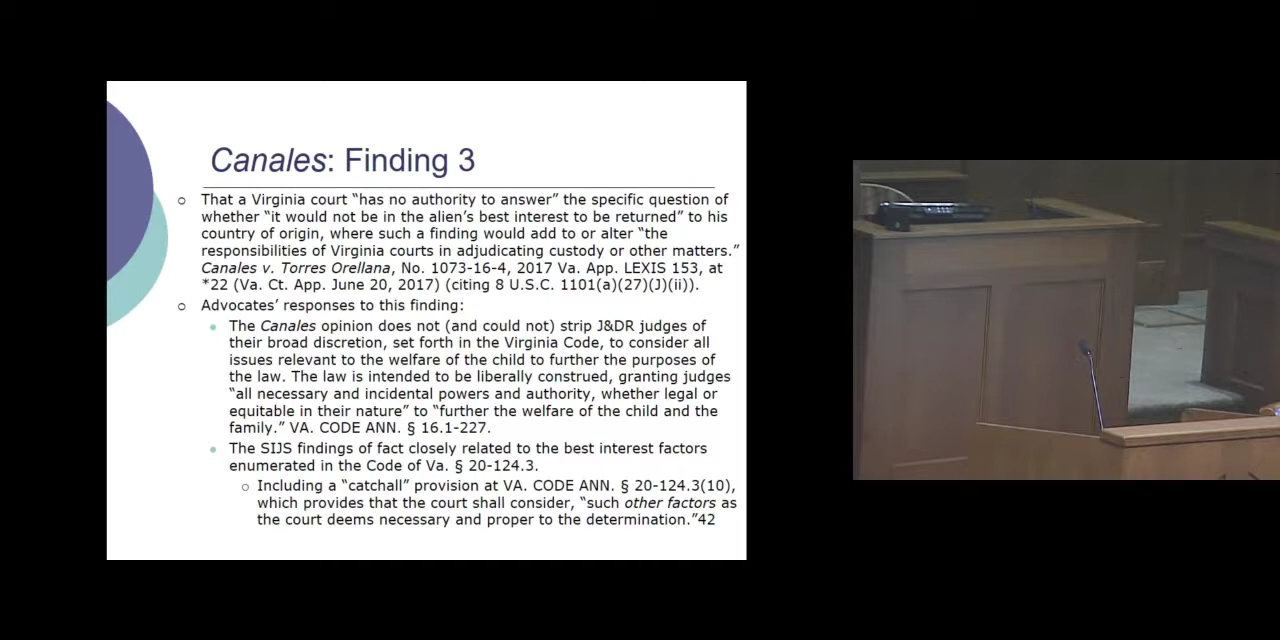 Canales: Finding 3
○ That a Virginia court “has no authority to answer” the specific question of
whether “it would not be in the alien’s best interest to be returned” to his
country of origin, where such a finding would add to or alter “the
responsibilities of Virginia courts in adjudicating custody or other matters.”
Canales v. Torres Orellana, No. 1073-16-4, 2017 Va. App. LEXIS 153, at
*22 (Va. Ct. App. June 20, 2017) (citing 8 U.S.C. 1101(a)(27)(J)(ii)).
○ Advocates’ responses to this finding:
• The Canales opinion does not (and could not) strip J&DR judges of
their broad discretion, set forth in the Virginia Code, to consider all
issues relevant to the welfare of the child to further the purposes of
the law. The law is intended to be liberally construed, granting judges
“all necessary and incidental powers and authority, whether legal or
equitable in their nature” to “further the welfare of the child and the
family.” VA. CODE ANN. § 16.1-227.
• The SIJS findings of fact closely related to the best interest factors
enumerated in the Code of Va. § 20-124.3.
○ Including a “catchall” provision at VA. CODE ANN. § 20-124.3(10),
which provides that the court shall consider, “such other factors as
the court deems necessary and proper to the determination.”42